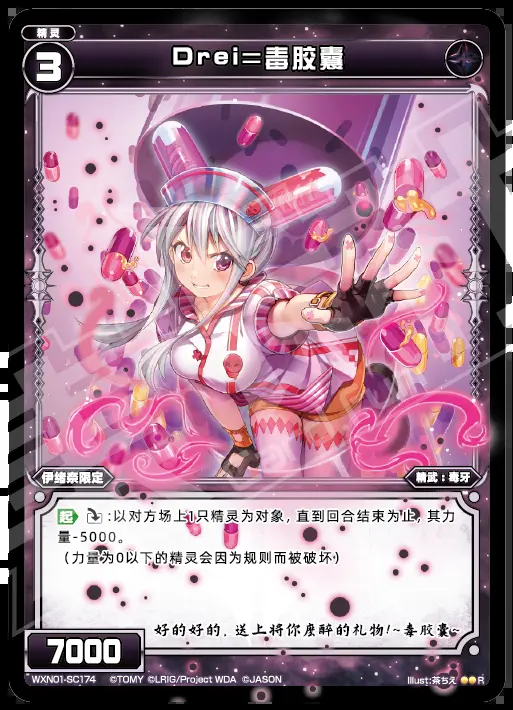 精灵
3
Drei=毒胶囊
伊绪奈限定
精武：毒牙
起 :以对方场上1只精灵为对象, 直到回合结束为止, 其力
量-5000。
（力量为0以下的精灵会因为规则而被破坏）
好的好的, 送上将你麽醉的礼物!~毒胶囊~
7000
WXN01-SC174 ©TOMY ©LRIG/Project WDA ©JASON
Illust:茶ちえ R